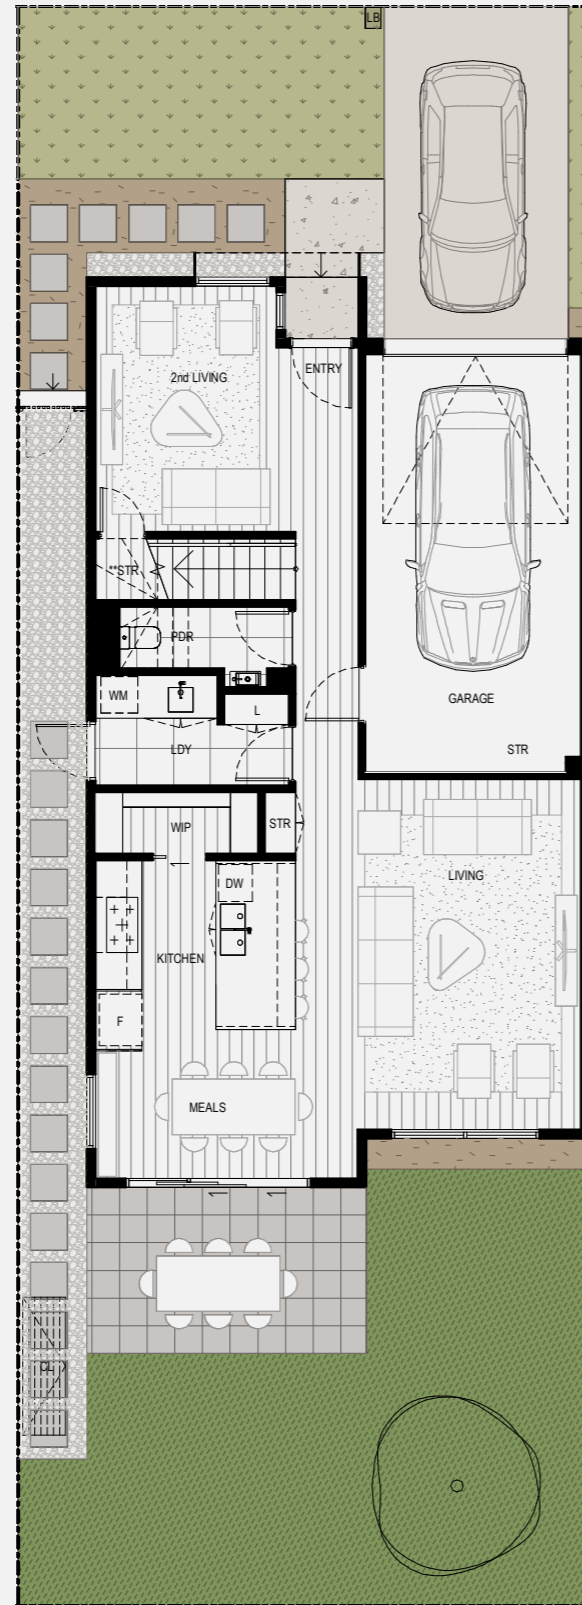 LB
2nd LIVING
ENTRY
**STR
PDR
WM
L
GARAGE
LDY
STR
WIP
STR
DW
LIVING
KITCHEN
F
MEALS
CL